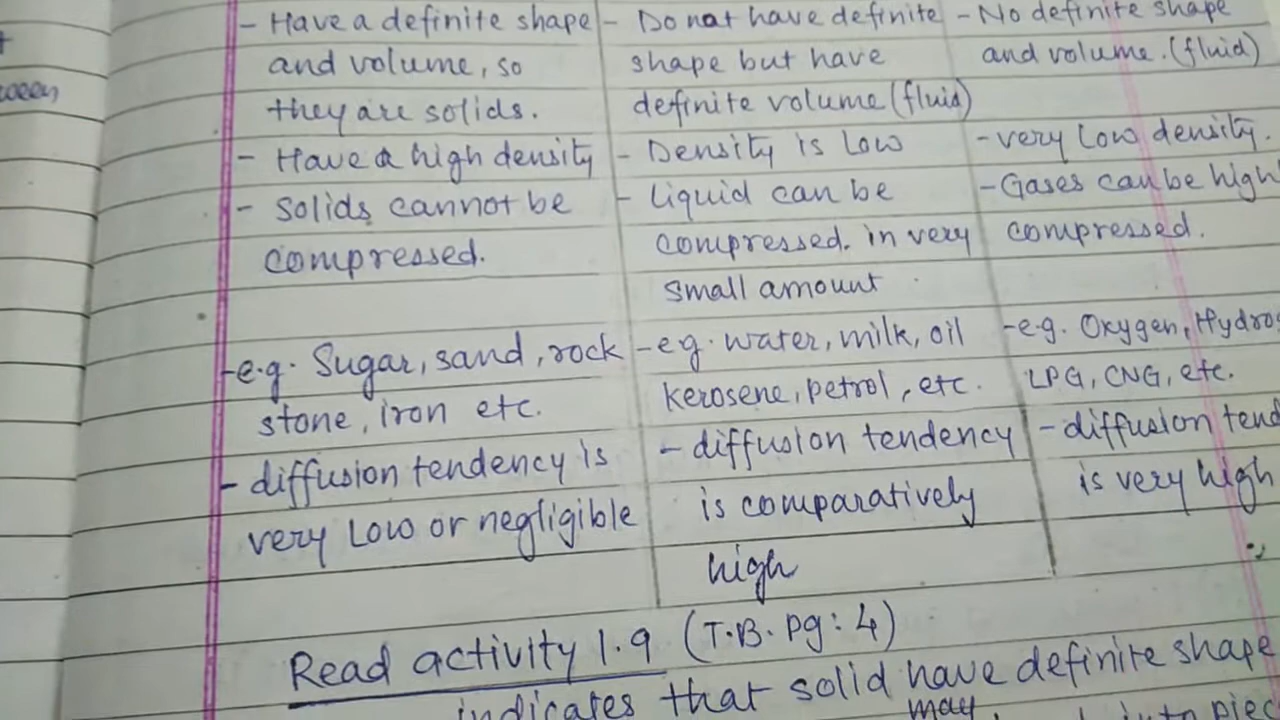 - Have a definite shape
and volume, so
they are solids.
- Have a high density
- Solids cannot be
compressed.
- e.g. Sugar, sand, rock
stone, iron etc.
- diffusion tendency is
very Low or negligible
- Do not have definite
shape but have
definite volume (fluid)
- Density is Low
- Liquid can be
compressed. in very
small amount
- eg. water, milk, oil
kerosene, petrol, etc.
- diffusion tendency
is comparatively
high
- No definite shape
and volume. (fluid)
- very Low density.
- Gases can be high
compressed.
- e.g. Oxygen, Hydro
LPG, CNG, etc.
- diffusion tend
is very high
Read activity 1.9 (T.B. pg: 4)
indicates that solid have definite shape
may